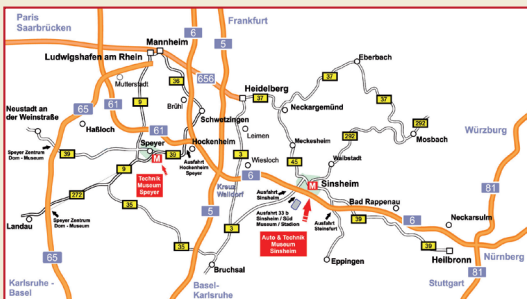 Paris
Saarbrücken
Frankfurt
6
5
Mannheim
Ludwigshafen am Rhein
Eberbach
36
656
65
61
Mutterstadt
9
Brühl
Heidelberg
37
37
37
Neckargemünd
Neustadt an
der Weinstraße
Haßloch
61
Schwetzingen
Leimen
292
292
Mosbach
Würzburg
Speyer
Hockenheim
Meckesheim
Speyer Zentrum
Dom - Museum
39
M
39
Ausfahrt
Hockenheim
Speyer
3
Wiesloch
45
Waibstadt
9
Technik
Museum
Speyer
6
Kreuz
Walldorf
M
Sinsheim
81
272
35
Ausfahrt
Sinsheim
Bad Rappenau
Landau
Speyer Zentrum
Dom - Museum
5
Ausfahrt 33 b
Sinsheim / Süd
Museum / Stadion
Ausfahrt
Steinsfurt
6
Neckarsulm
3
35
Auto & Technik
Museum
Sinsheim
39
39
65
Heilbronn
Nürnberg
Eppingen
Bruchsal
81
Karlsruhe -
Basel
Basel-
Karlsruhe
Stuttgart